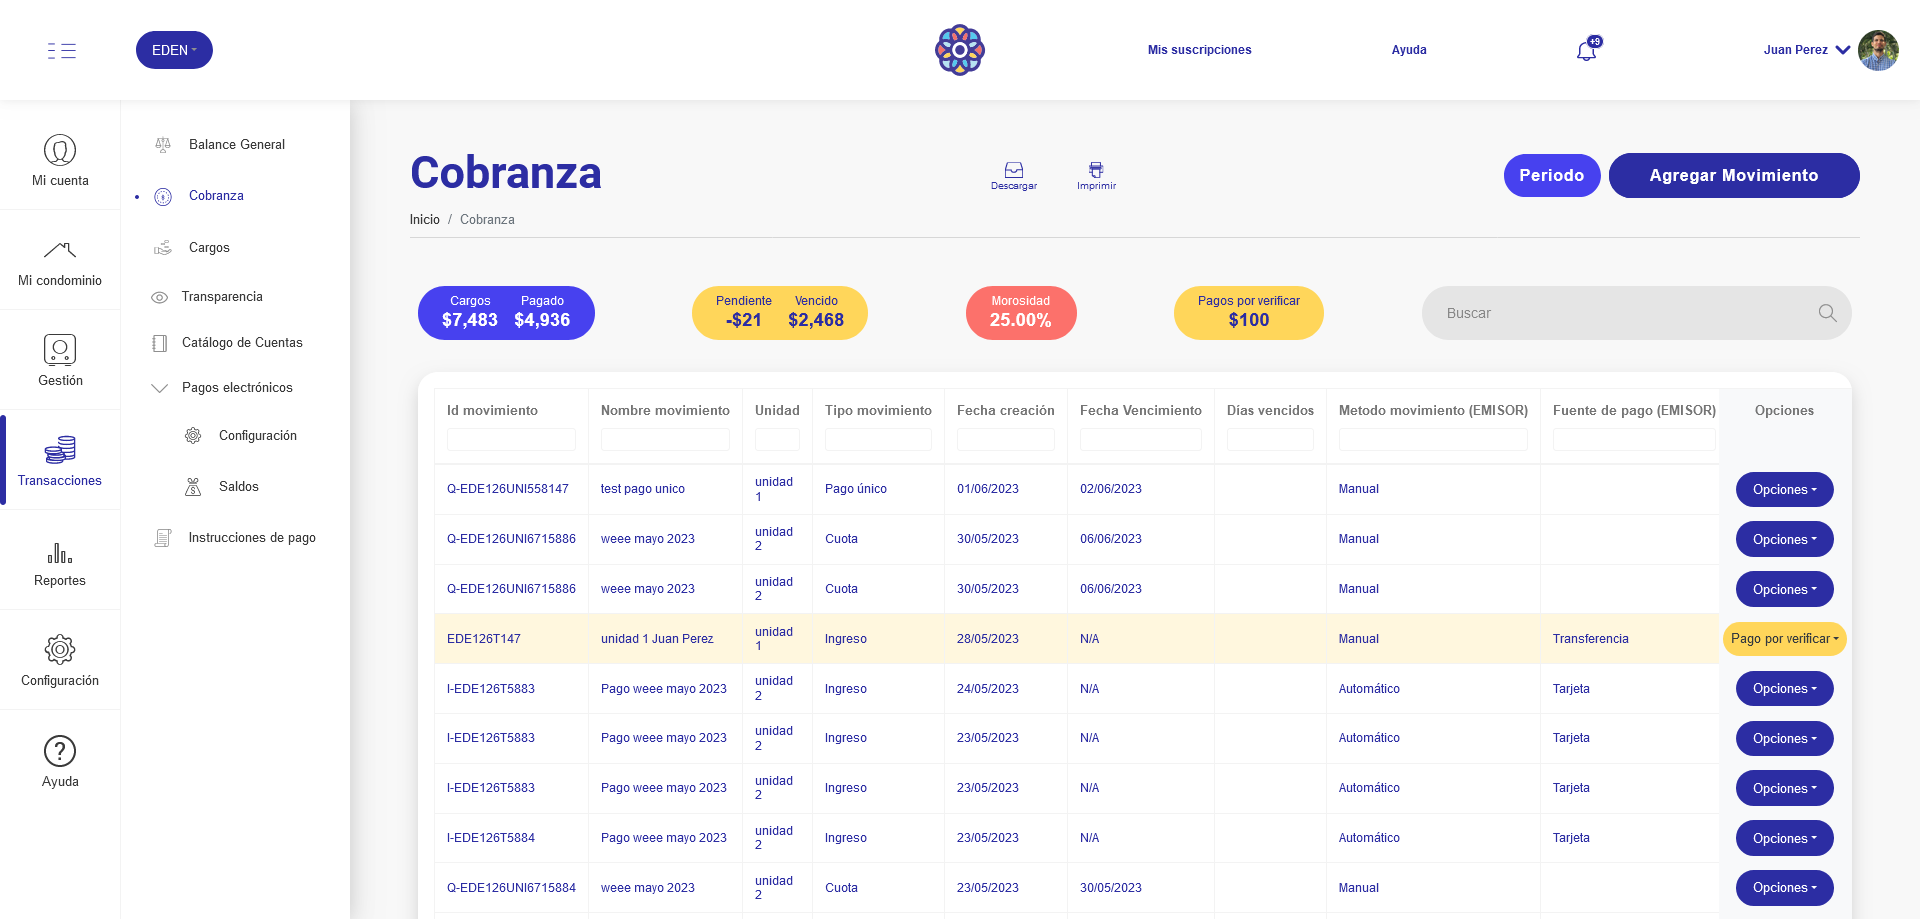 EDEN
Mis suscripciones
Ayuda
+9
Juan Perez
Mi cuenta
Mi condominio
Gestión
Transacciones
Reportes
Configuración
Ayuda
Balance General
Cobranza
Cargos
Transparencia
Catálogo de Cuentas
Pagos electrónicos
Configuración
Saldos
Instrucciones de pago
Cobranza
Descargar
Imprimir
Periodo
Agregar Movimiento
Inicio / Cobranza
Cargos Pagado
$7,483 $4,936
Pendiente Vencido
-$21 $2,468
Morosidad
25.00%
Pagos por verificar
$100
Buscar
Id movimiento Nombre movimiento Unidad Tipo movimiento Fecha creación Fecha Vencimiento Días vencidos Metodo movimiento (EMISOR) Fuente de pago (EMISOR) Opciones
Q-EDE126UNI558147 test pago unico unidad 1 Pago único 01/06/2023 02/06/2023 Manual Opciones
Q-EDE126UNI6715886 weee mayo 2023 unidad 2 Cuota 30/05/2023 06/06/2023 Manual Opciones
Q-EDE126UNI6715886 weee mayo 2023 unidad 2 Cuota 30/05/2023 06/06/2023 Manual Opciones
EDE126T147 unidad 1 Juan Perez unidad 1 Ingreso 28/05/2023 N/A Manual Transferencia Pago por verificar
I-EDE126T5883 Pago weee mayo 2023 unidad 2 Ingreso 24/05/2023 N/A Automático Tarjeta Opciones
I-EDE126T5883 Pago weee mayo 2023 unidad 2 Ingreso 23/05/2023 N/A Automático Tarjeta Opciones
I-EDE126T5883 Pago weee mayo 2023 unidad 2 Ingreso 23/05/2023 N/A Automático Tarjeta Opciones
I-EDE126T5884 Pago weee mayo 2023 unidad 2 Ingreso 23/05/2023 N/A Automático Tarjeta Opciones
Q-EDE126UNI6715884 weee mayo 2023 unidad 2 Cuota 23/05/2023 30/05/2023 Manual Opciones